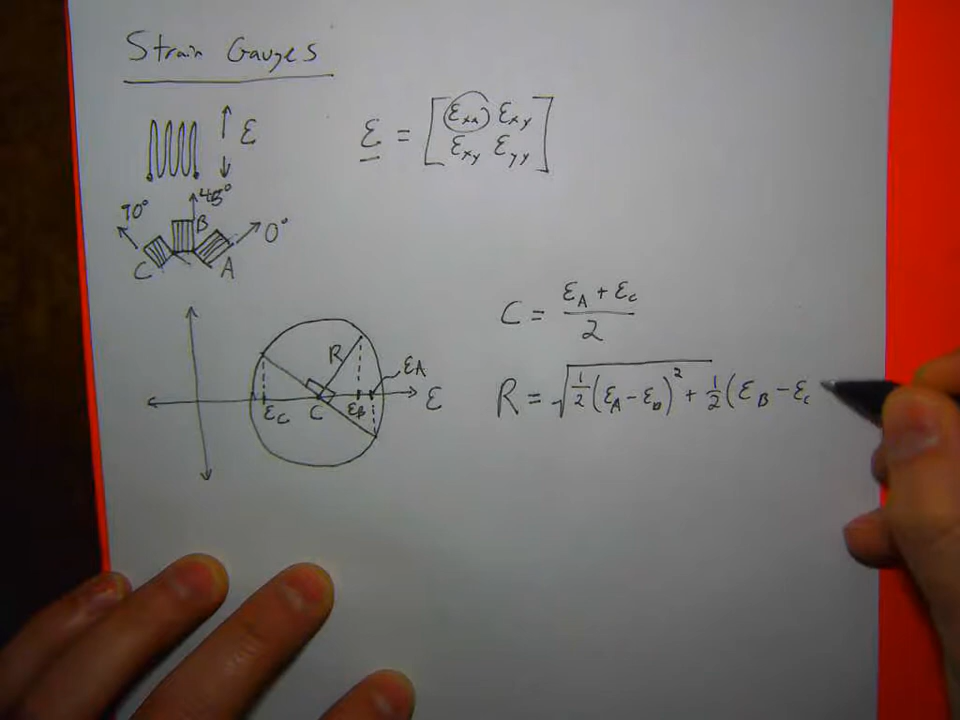 Strain Gauges
ε
ε = [ εxx εxy
εxy εyy ]
90° 45° 0°
B
C A
C = εA + εc / 2
R
εA
εC C εB ε
R = √ 1/2 (εA − εb)² + 1/2 (εB − εc